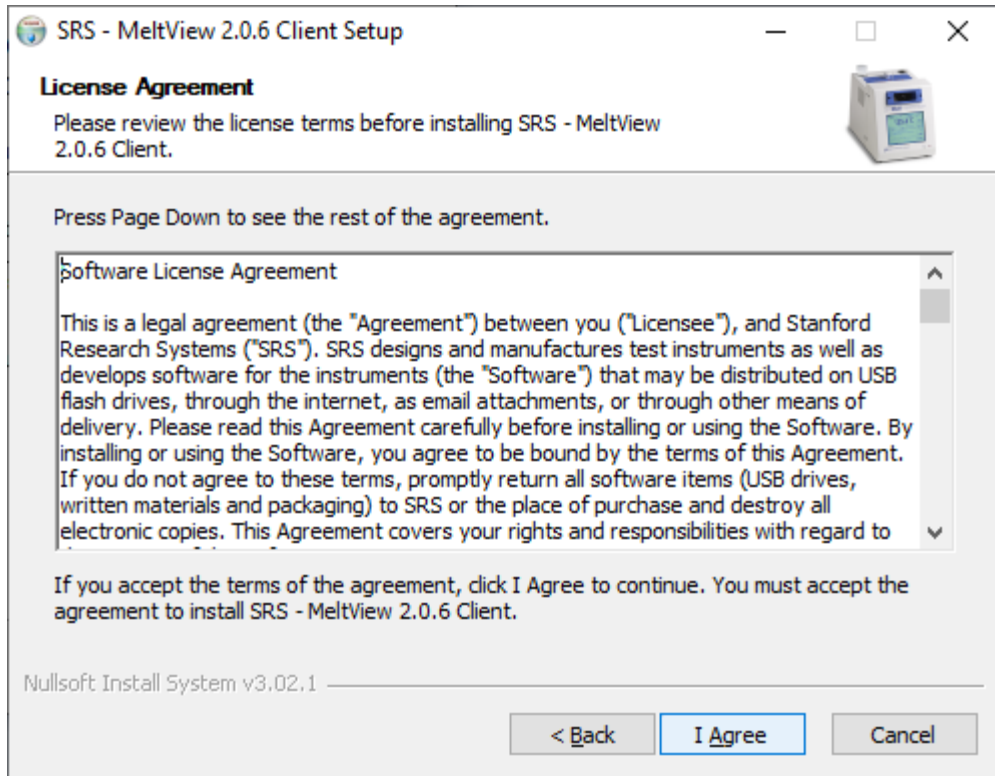 SRS - MeltView 2.0.6 Client Setup
License Agreement
Please review the license terms before installing SRS - MeltView
2.0.6 Client.
Press Page Down to see the rest of the agreement.
Software License Agreement
This is a legal agreement (the "Agreement") between you ("Licensee"), and Stanford
Research Systems ("SRS"). SRS designs and manufactures test instruments as well as
develops software for the instruments (the "Software") that may be distributed on USB
flash drives, through the internet, as email attachments, or through other means of
delivery. Please read this Agreement carefully before installing or using the Software. By
installing or using the Software, you agree to be bound by the terms of this Agreement.
If you do not agree to these terms, promptly return all software items (USB drives,
written materials and packaging) to SRS or the place of purchase and destroy all
electronic copies. This Agreement covers your rights and responsibilities with regard to
If you accept the terms of the agreement, click I Agree to continue. You must accept the
agreement to install SRS - MeltView 2.0.6 Client.
Nullsoft Install System v3.02.1
< Back
I Agree
Cancel